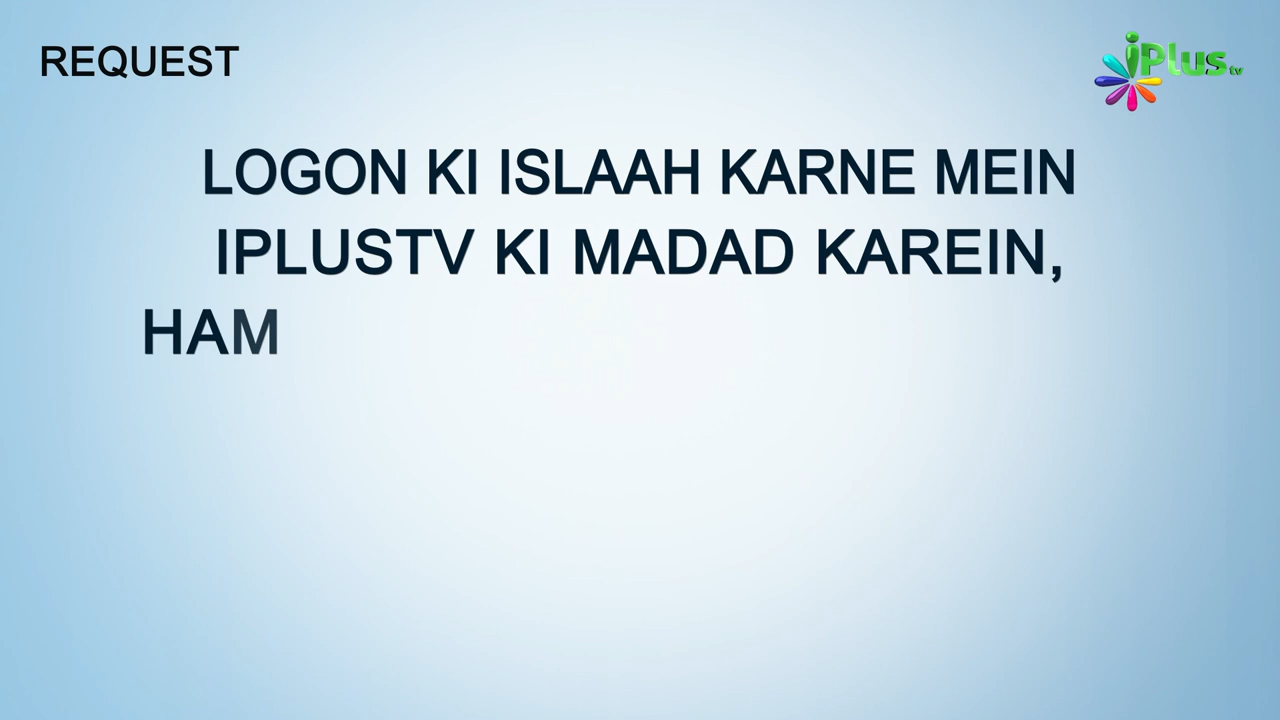 REQUEST
iPlus tv
LOGON KI ISLAAH KARNE MEIN
IPLUSTV KI MADAD KAREIN,
HAM